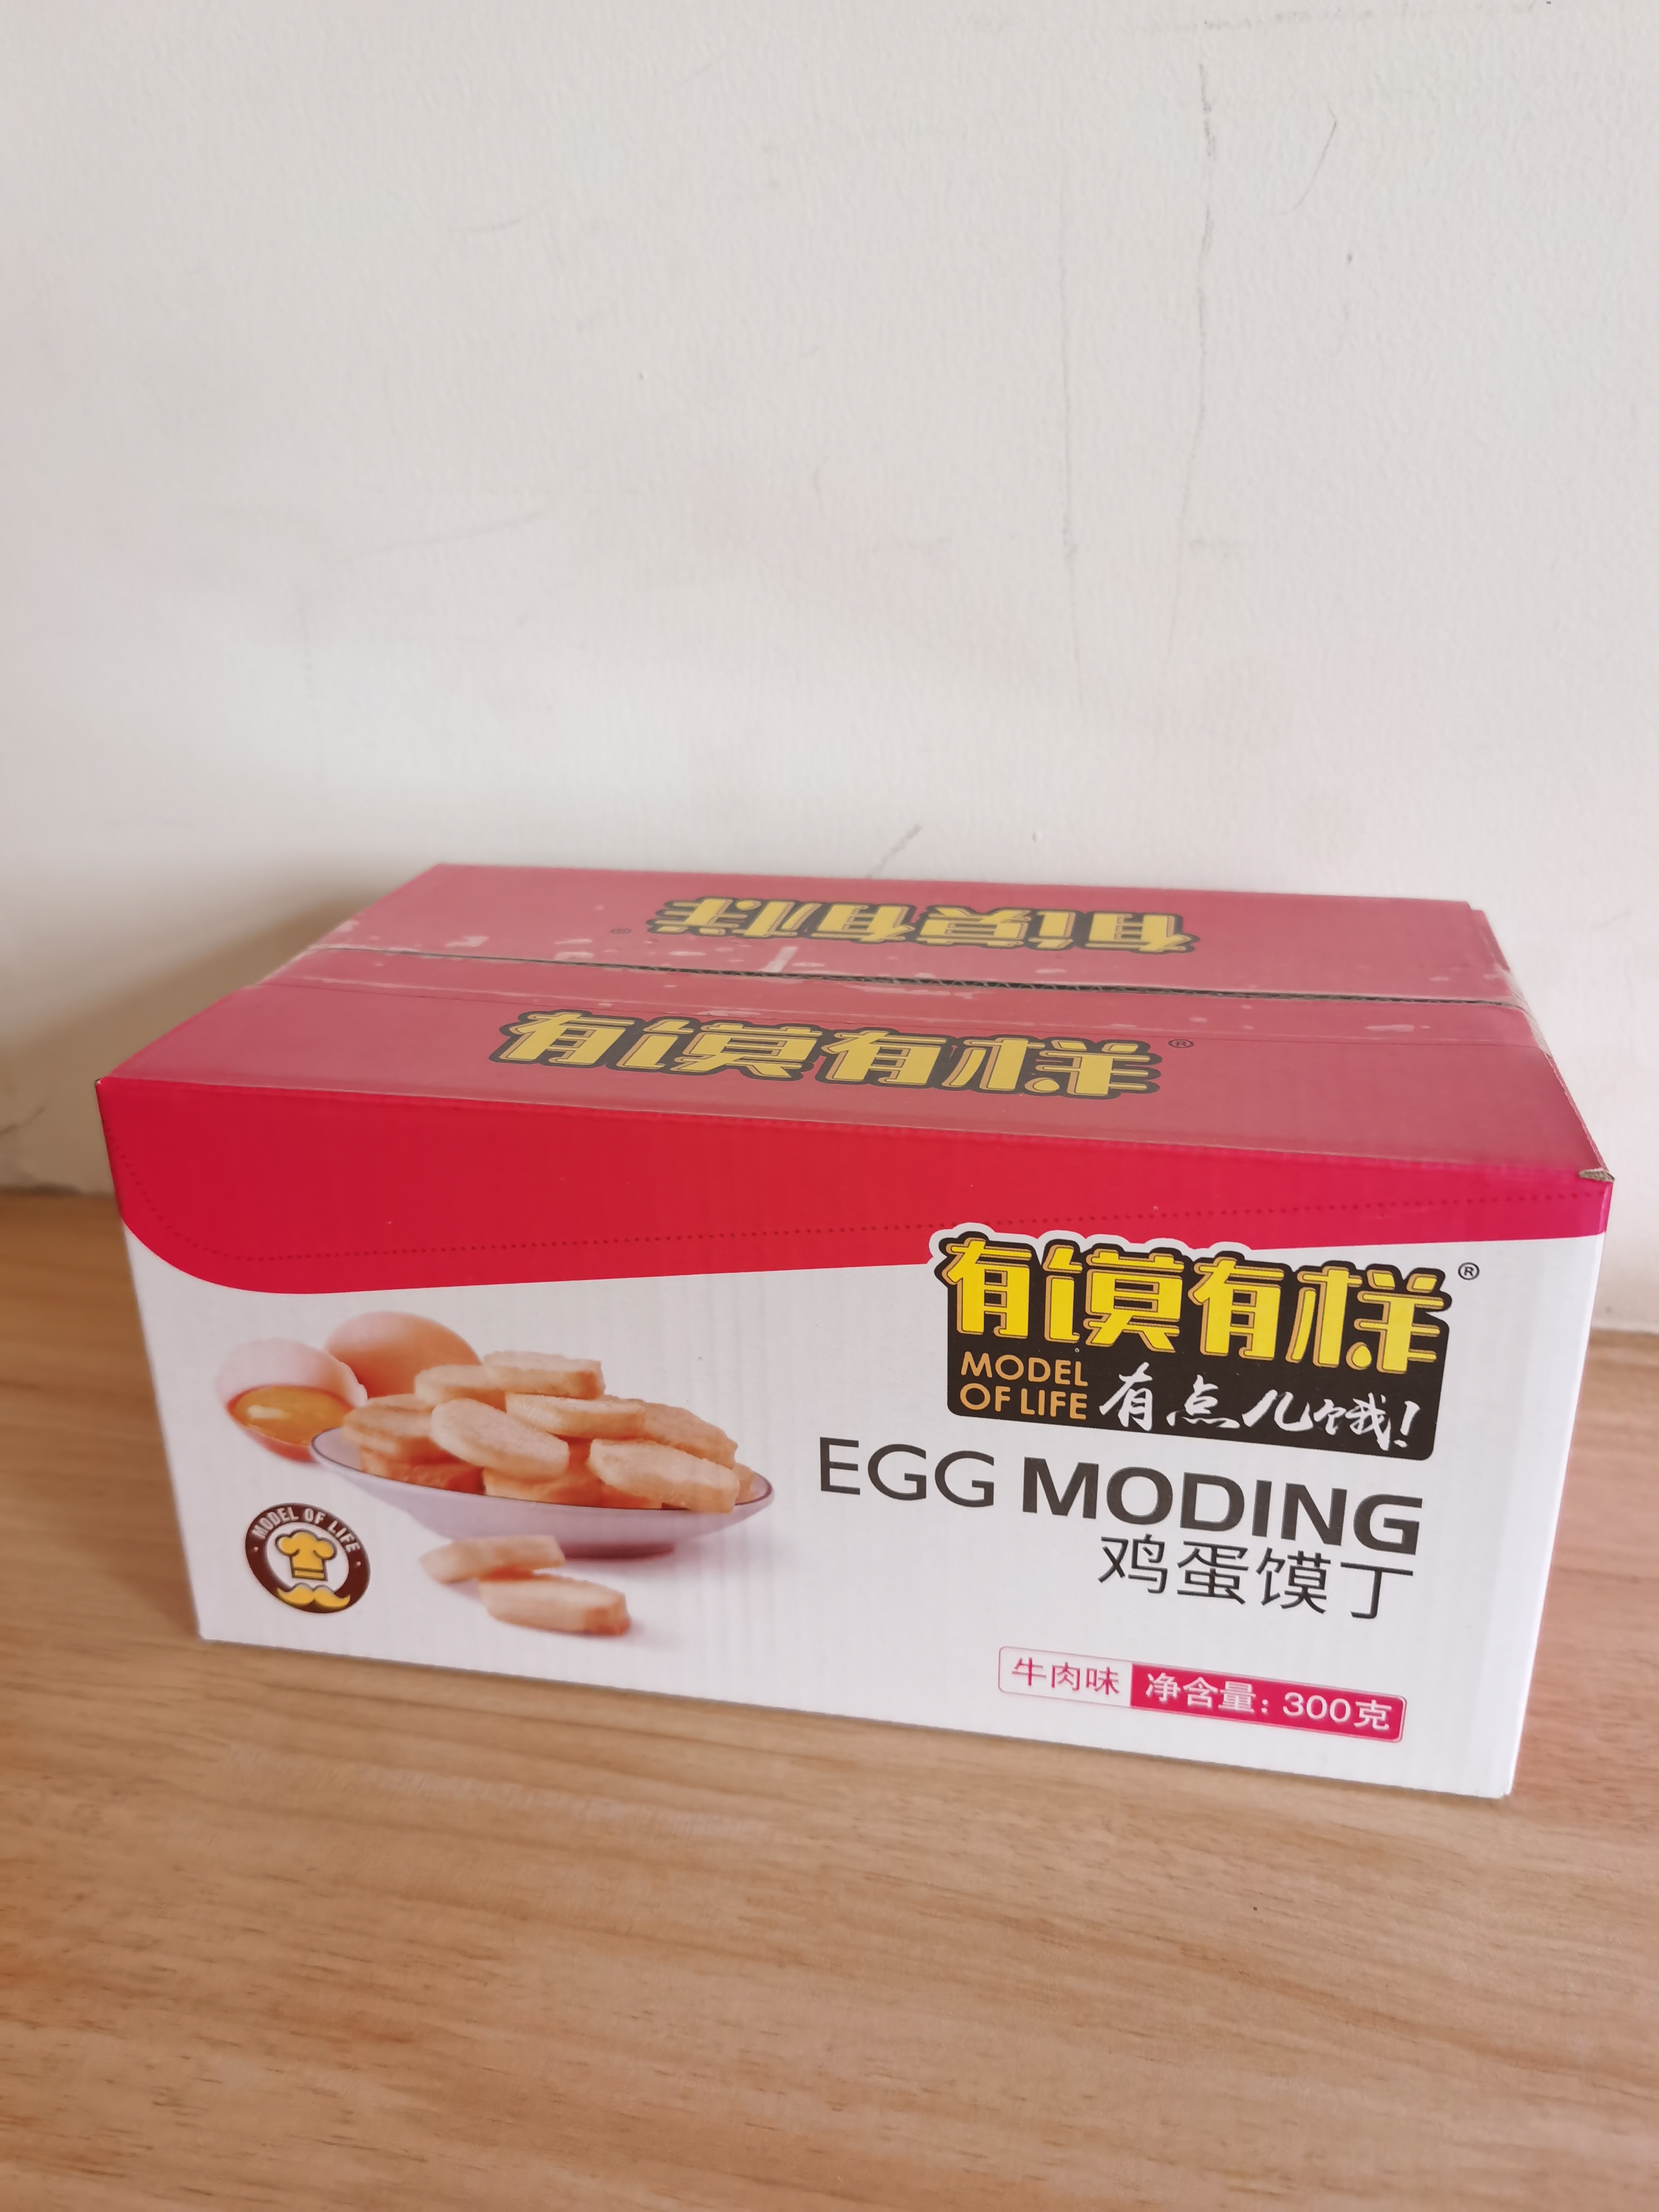 有馍有样
®
有馍有样®
有馍有样®
MODEL
OF LIFE 有点儿饿!
EGG MODING
鸡蛋馍丁
MODEL OF LIFE
牛肉味 净含量: 300克